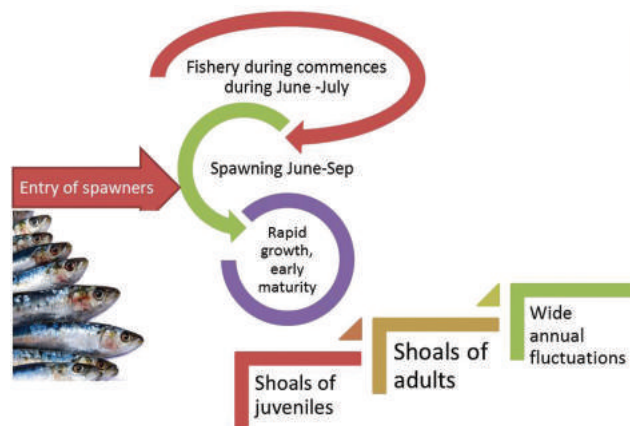 Fishery during commences
during June -July
Spawning June-Sep
Entry of spawners
Rapid
growth,
early
maturity
Shoals of
juveniles
Shoals of
adults
Wide
annual
fluctuations